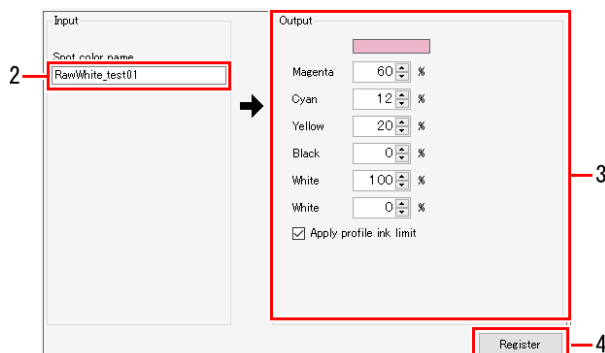 Input
Spot color name
2
RawWhite_test01
Output
Magenta 60 %
Cyan 12 %
Yellow 20 %
Black 0 %
White 100 %
White 0 %
Apply profile ink limit
3
Register
4